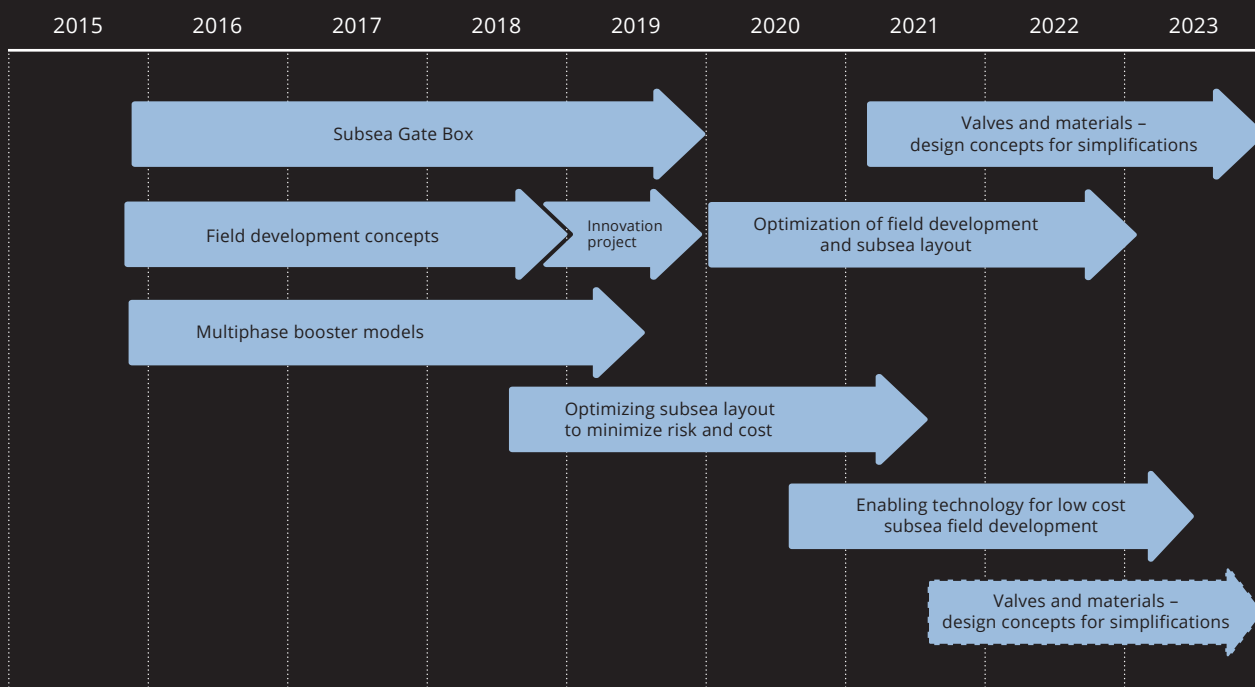 2015 2016 2017 2018 2019 2020 2021 2022 2023
Subsea Gate Box
Valves and materials –
design concepts for simplifications
Field development concepts
Innovation
project
Optimization of field development
and subsea layout
Multiphase booster models
Optimizing subsea layout
to minimize risk and cost
Enabling technology for low cost
subsea field development
Valves and materials –
design concepts for simplifications